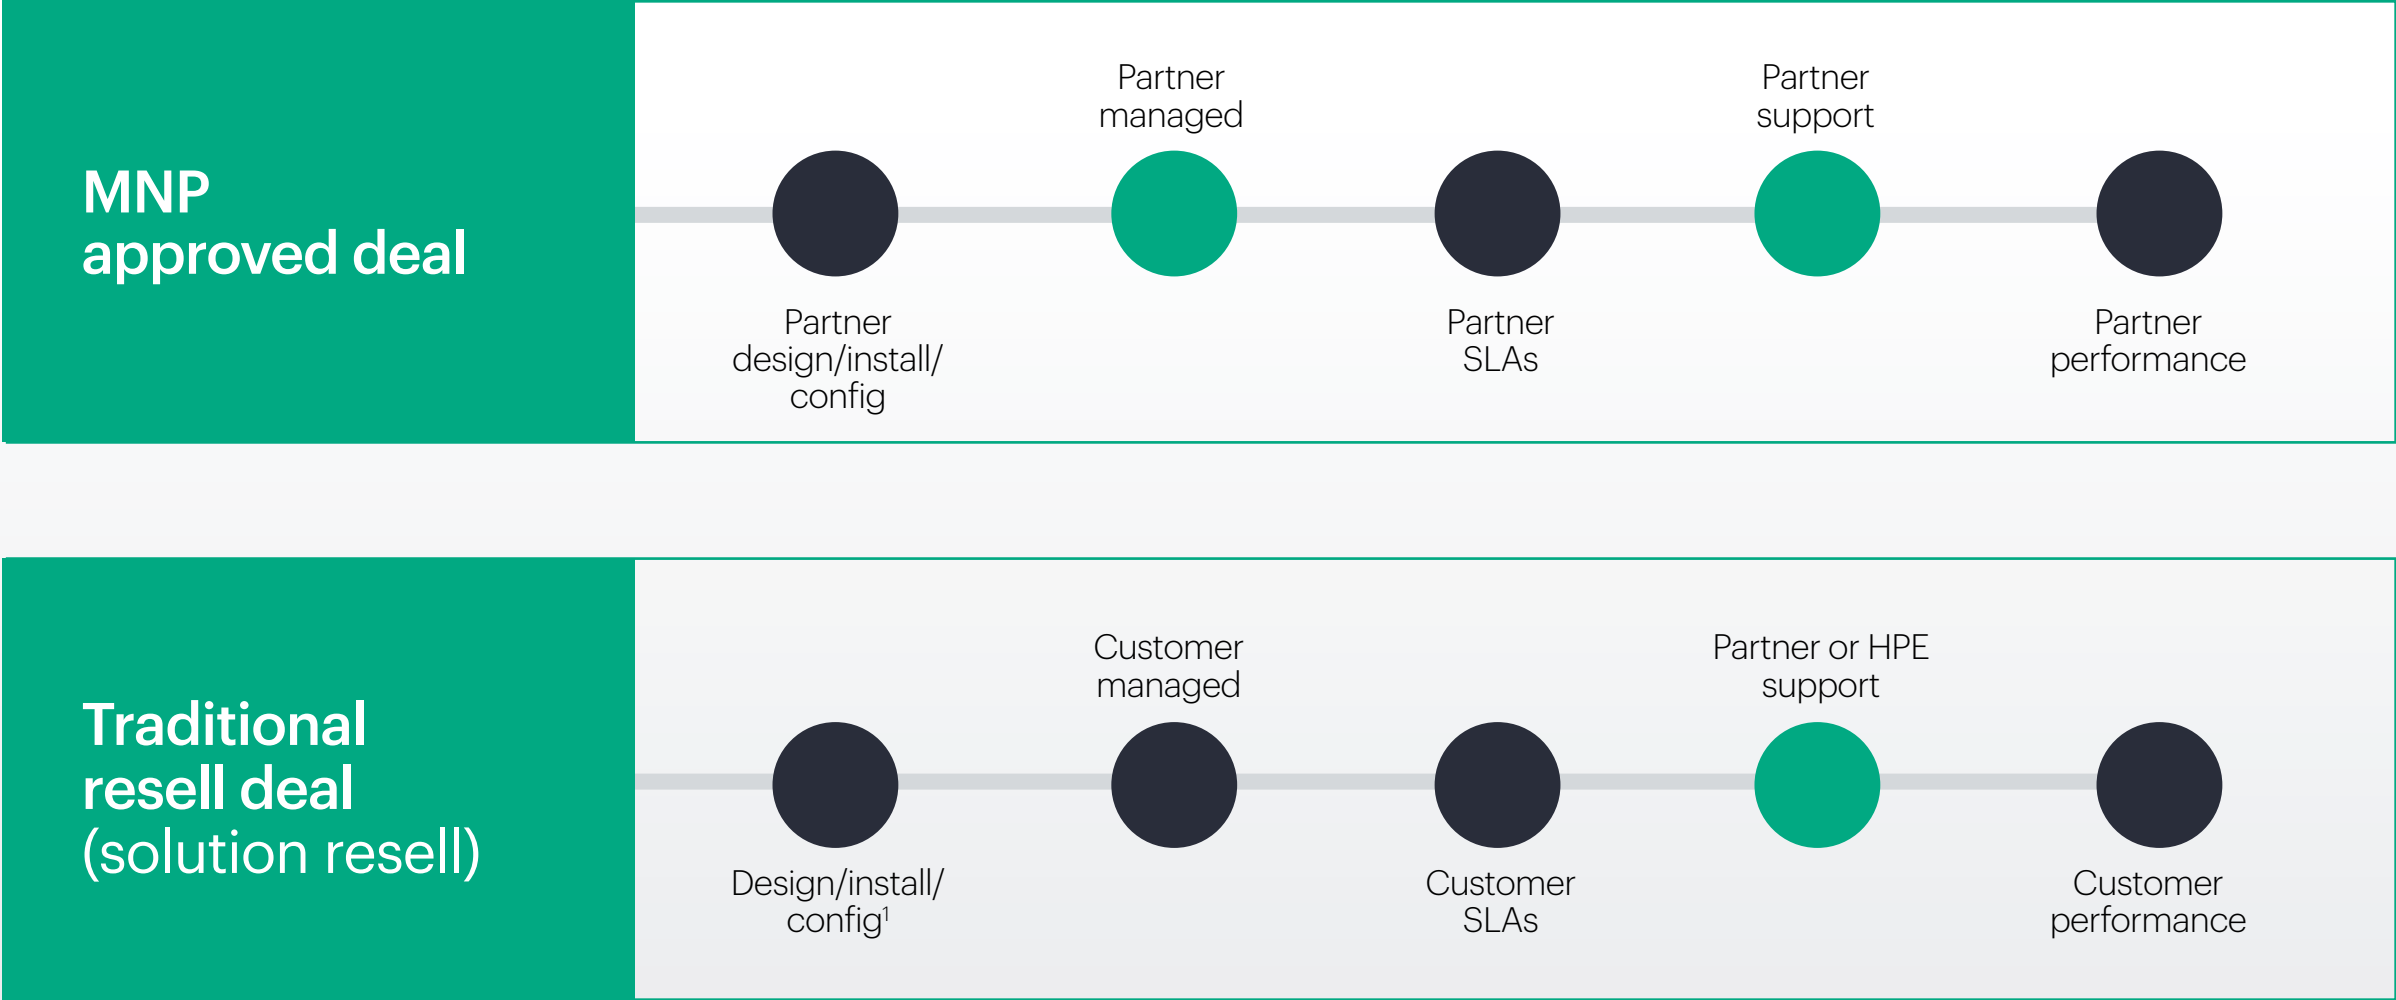 MNP
approved deal
Partner
managed
Partner
support
Partner
design/install/
config
Partner
SLAs
Partner
performance
Traditional
resell deal
(solution resell)
Customer
managed
Partner or HPE
support
Design/install/
config¹
Customer
SLAs
Customer
performance